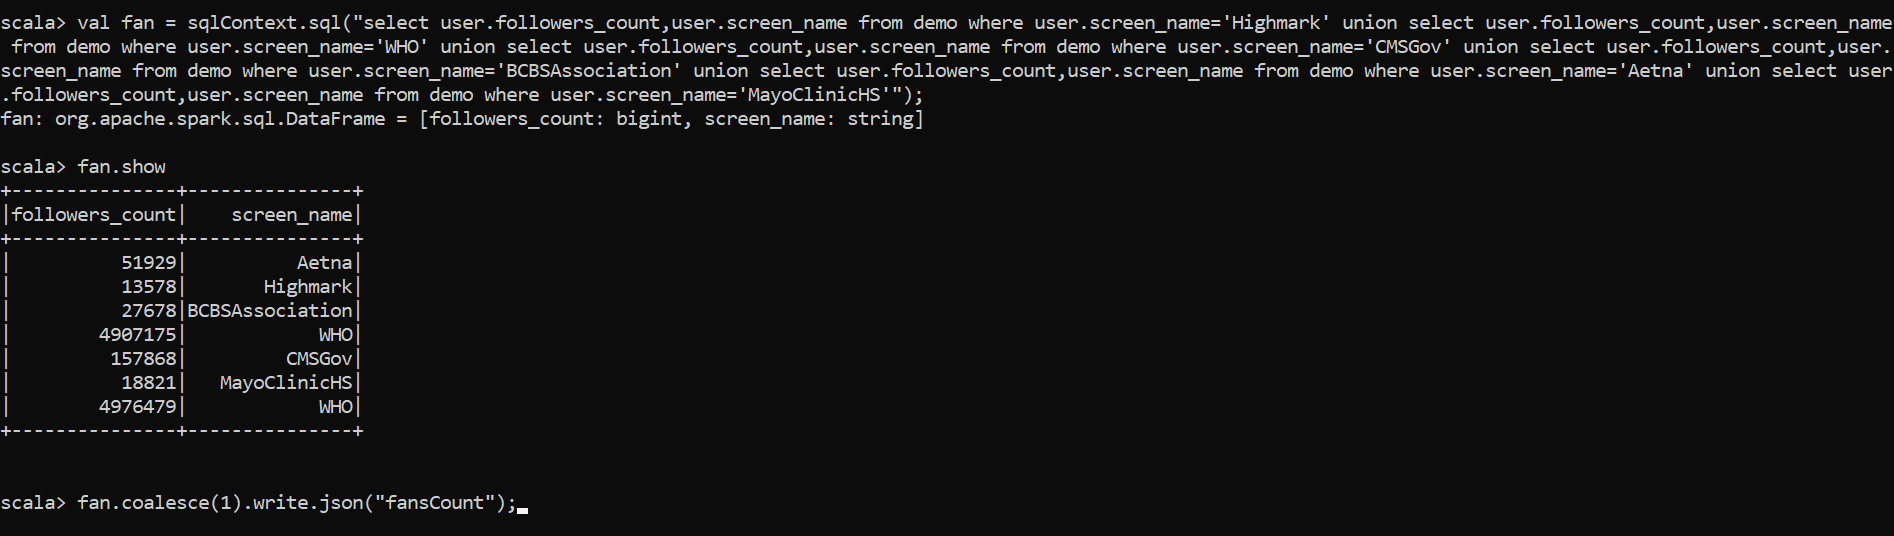 scala> val fan = sqlContext.sql("select user.followers_count,user.screen_name from demo where user.screen_name='Highmark' union select user.followers_count,user.screen_name
 from demo where user.screen_name='WHO' union select user.followers_count,user.screen_name from demo where user.screen_name='CMSGov' union select user.followers_count,user.
screen_name from demo where user.screen_name='BCBSAssociation' union select user.followers_count,user.screen_name from demo where user.screen_name='Aetna' union select user
.followers_count,user.screen_name from demo where user.screen_name='MayoClinicHS'");
fan: org.apache.spark.sql.DataFrame = [followers_count: bigint, screen_name: string]
scala> fan.show
+---------------+---------------+
|followers_count|    screen_name|
+---------------+---------------+
|          51929|          Aetna|
|          13578|       Highmark|
|          27678|BCBSAssociation|
|        4907175|            WHO|
|         157868|         CMSGov|
|          18821|   MayoClinicHS|
|        4976479|            WHO|
+---------------+---------------+
scala> fan.coalesce(1).write.json("fansCount");